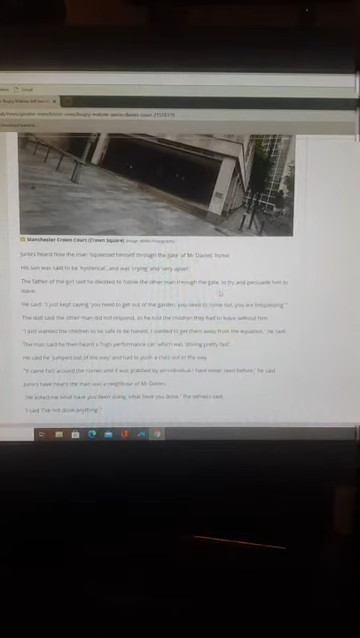 Gmail
Manchester Crown Court (Crown Square)
Jurors heard how the man 'squeezed himself through the gate' of Mr Davies' home.
His son was said to be 'hysterical', and was 'crying' and 'very upset'.
The father of the girl said he decided to follow the other man through the gate, to try and persuade him to
leave.
He said: "I just kept saying 'you need to get out of the garden, you need to come out, you are trespassing'."
The dad said the other man did not respond, so he told the children they had to leave without him.
"I just wanted the children to be safe to be honest, I wanted to get them away from the equation," he said.
The man said he then heard a 'high performance car' which was 'driving pretty fast'.
He said he 'jumped out of the way' and had to push a child out of the way.
"It came fast around the corner and it was grabbed by an individual I have never seen before," he said.
Jurors have heard the man was a neighbour of Mr Davies.
"He asked me 'what have you been doing, what have you done,'" the witness said.
"I said 'I've not done anything.'"